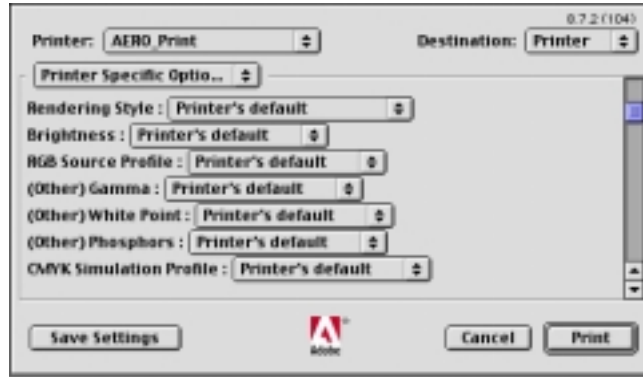 8.7.2 (104)
Printer: AERO_Print Destination: Printer
Printer Specific Optio...
Rendering Style : Printer's default
Brightness : Printer's default
RGB Source Profile : Printer's default
(Other) Gamma : Printer's default
(Other) White Point : Printer's default
(Other) Phosphors : Printer's default
CMYK Simulation Profile : Printer's default
Save Settings Adobe Cancel Print